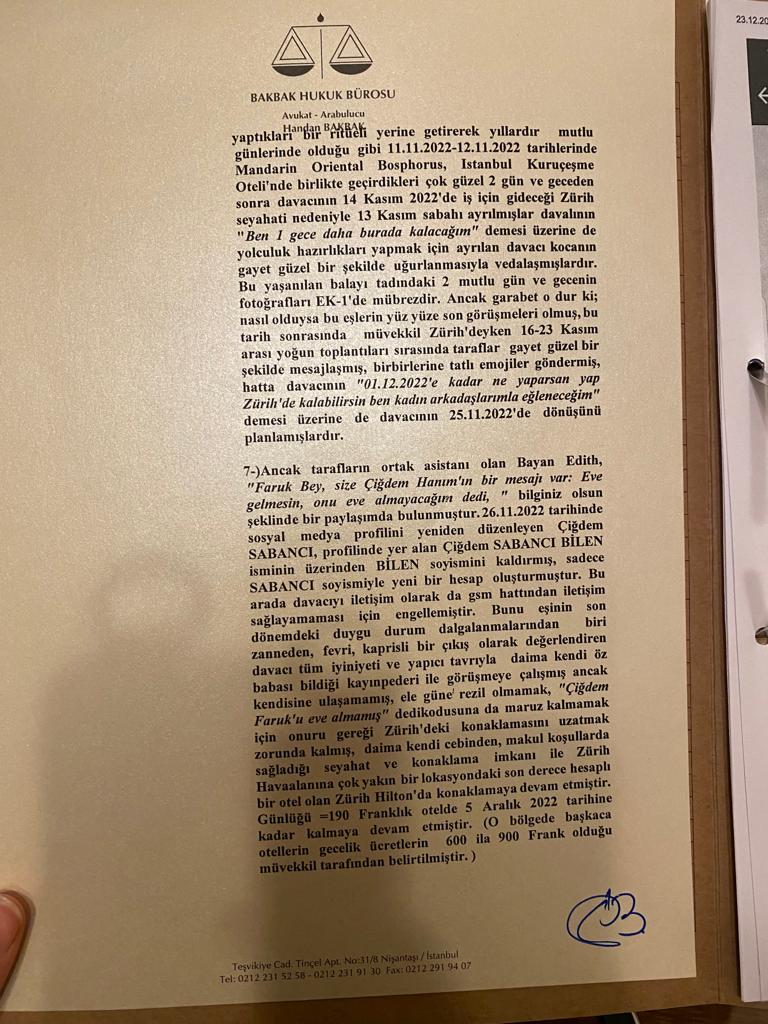 BAKBAK HUKUK BÜROSU
Avukat - Arabulucu
Handan BAKBAK
yaptıkları bir ritüeli yerine getirerek yıllardır mutlu
günlerinde olduğu gibi 11.11.2022-12.11.2022 tarihlerinde
Mandarin Oriental Bosphorus, Istanbul Kuruçeşme
Oteli'nde birlikte geçirdikleri çok güzel 2 gün ve geceden
sonra davacının 14 Kasım 2022'de iş için gideceği Zürih
seyahati nedeniyle 13 Kasım sabahı ayrılmışlar davalının
"Ben 1 gece daha burada kalacağım" demesi üzerine de
yolculuk hazırlıkları yapmak için ayrılan davacı kocanın
gayet güzel bir şekilde uğurlanmasıyla vedalaşmışlardır.
Bu yaşanılan balayı tadındaki 2 mutlu gün ve gecenin
fotoğrafları EK-1'de mübrezdir. Ancak garabet o dur ki;
nasıl olduysa bu eşlerin yüz yüze son görüşmeleri olmuş, bu
tarih sonrasında müvekkil Zürih'deyken 16-23 Kasım
arası yoğun toplantıları sırasında taraflar gayet güzel bir
şekilde mesajlaşmış, birbirlerine tatlı emojiler göndermiş,
hatta davacının "01.12.2022'e kadar ne yaparsan yap
Zürih'de kalabilirsin ben kadın arkadaşlarımla eğleneceğim"
demesi üzerine de davacının 25.11.2022'de dönüşünü
planlamışlardır.
7-)Ancak tarafların ortak asistanı olan Bayan Edith,
"Faruk Bey, size Çiğdem Hanım'ın bir mesajı var: Eve
gelmesin, onu eve almayacağım dedi, " bilginiz olsun
şeklinde bir paylaşımda bulunmuştur. 26.11.2022 tarihinde
sosyal medya profilini yeniden düzenleyen Çiğdem
SABANCI, profilinde yer alan Çiğdem SABANCI BİLEN
isminin üzerinden BİLEN soyismini kaldırmış, sadece
SABANCI soyismiyle yeni bir hesap oluşturmuştur. Bu
arada davacıyı iletişim olarak da gsm hattından iletişim
sağlayamaması için engellemiştir. Bunu eşinin son
dönemdeki duygu durum dalgalanmalarından biri
zanneden, fevri, kaprisli bir çıkış olarak değerlendiren
davacı tüm iyiniyeti ve yapıcı tavrıyla daima kendi öz
babası bildiği kayınpederi ile görüşmeye çalışmış ancak
kendisine ulaşamamış, ele güne' rezil olmamak, "Çiğdem
Faruk'u eve almamış" dedikodusuna da maruz kalmamak
için onuru gereği Zürih'deki konaklamasını uzatmak
zorunda kalmış, daima kendi cebinden, makul koşullarda
sağladığı seyahat ve konaklama imkanı ile Zürih
Havaalanına çok yakın bir lokasyondaki son derece hesaplı
bir otel olan Zürih Hilton'da konaklamaya devam etmiştir.
Günlüğü =190 Franklık otelde 5 Aralık 2022 tarihine
kadar kalmaya devam etmiştir. (O bölgede başkaca
otellerin gecelik ücretlerin 600 ila 900 Frank olduğu
müvekkil tarafından belirtilmiştir. )
Teşvikiye Cad. Tinçel Apt. No:31/8 Nişantaşı / İstanbul
Tel: 0212 231 52 58 - 0212 231 91 30 Fax: 0212 291 94 07
23.12.20